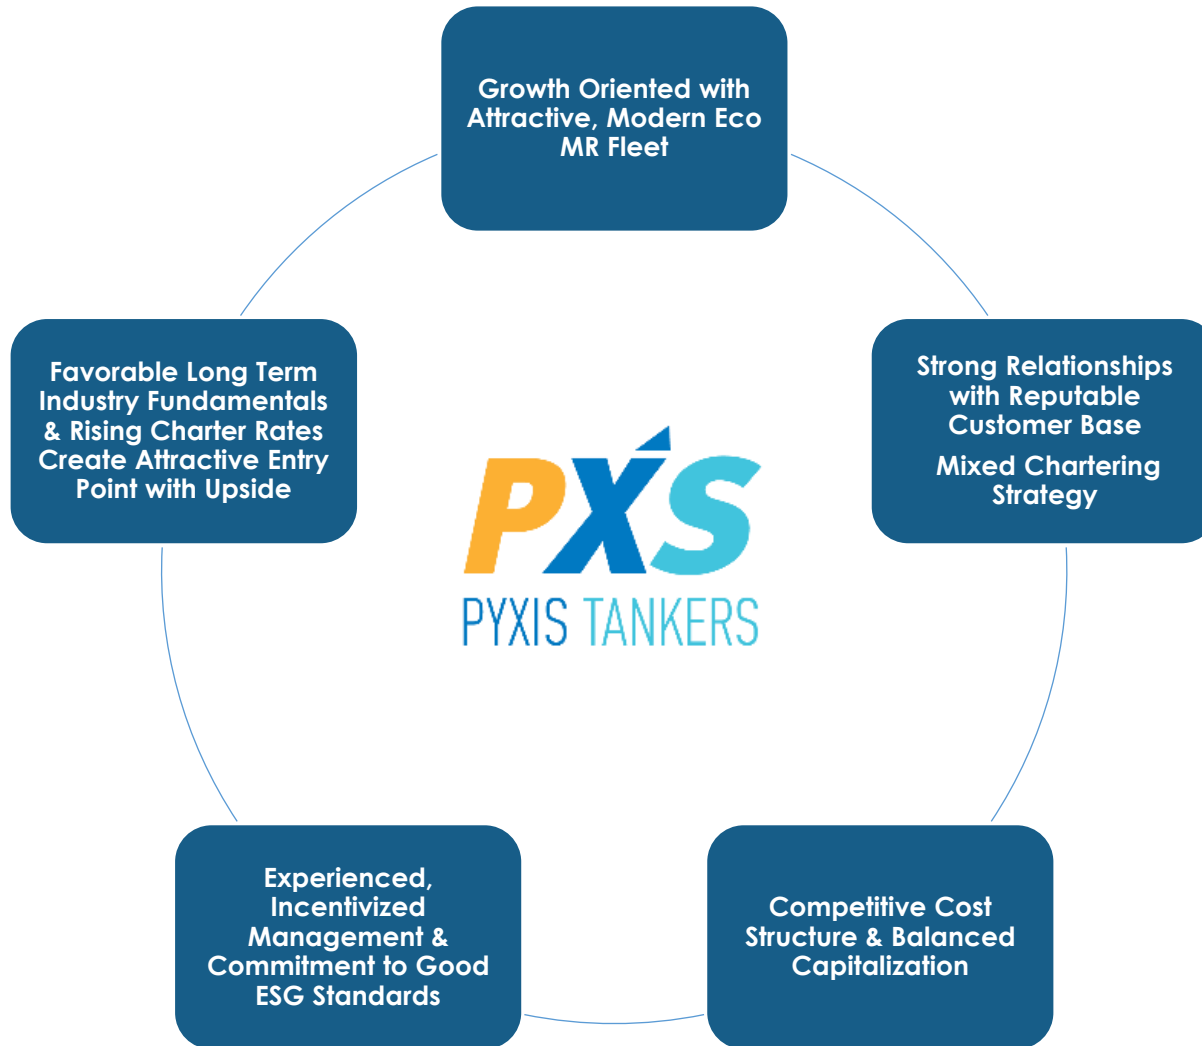 Growth Oriented with
Attractive, Modern Eco
MR Fleet
Favorable Long Term
Industry Fundamentals
& Rising Charter Rates
Create Attractive Entry
Point with Upside
Strong Relationships
with Reputable
Customer Base
Mixed Chartering
Strategy
PXS
PYXIS TANKERS
Experienced,
Incentivized
Management &
Commitment to Good
ESG Standards
Competitive Cost
Structure & Balanced
Capitalization